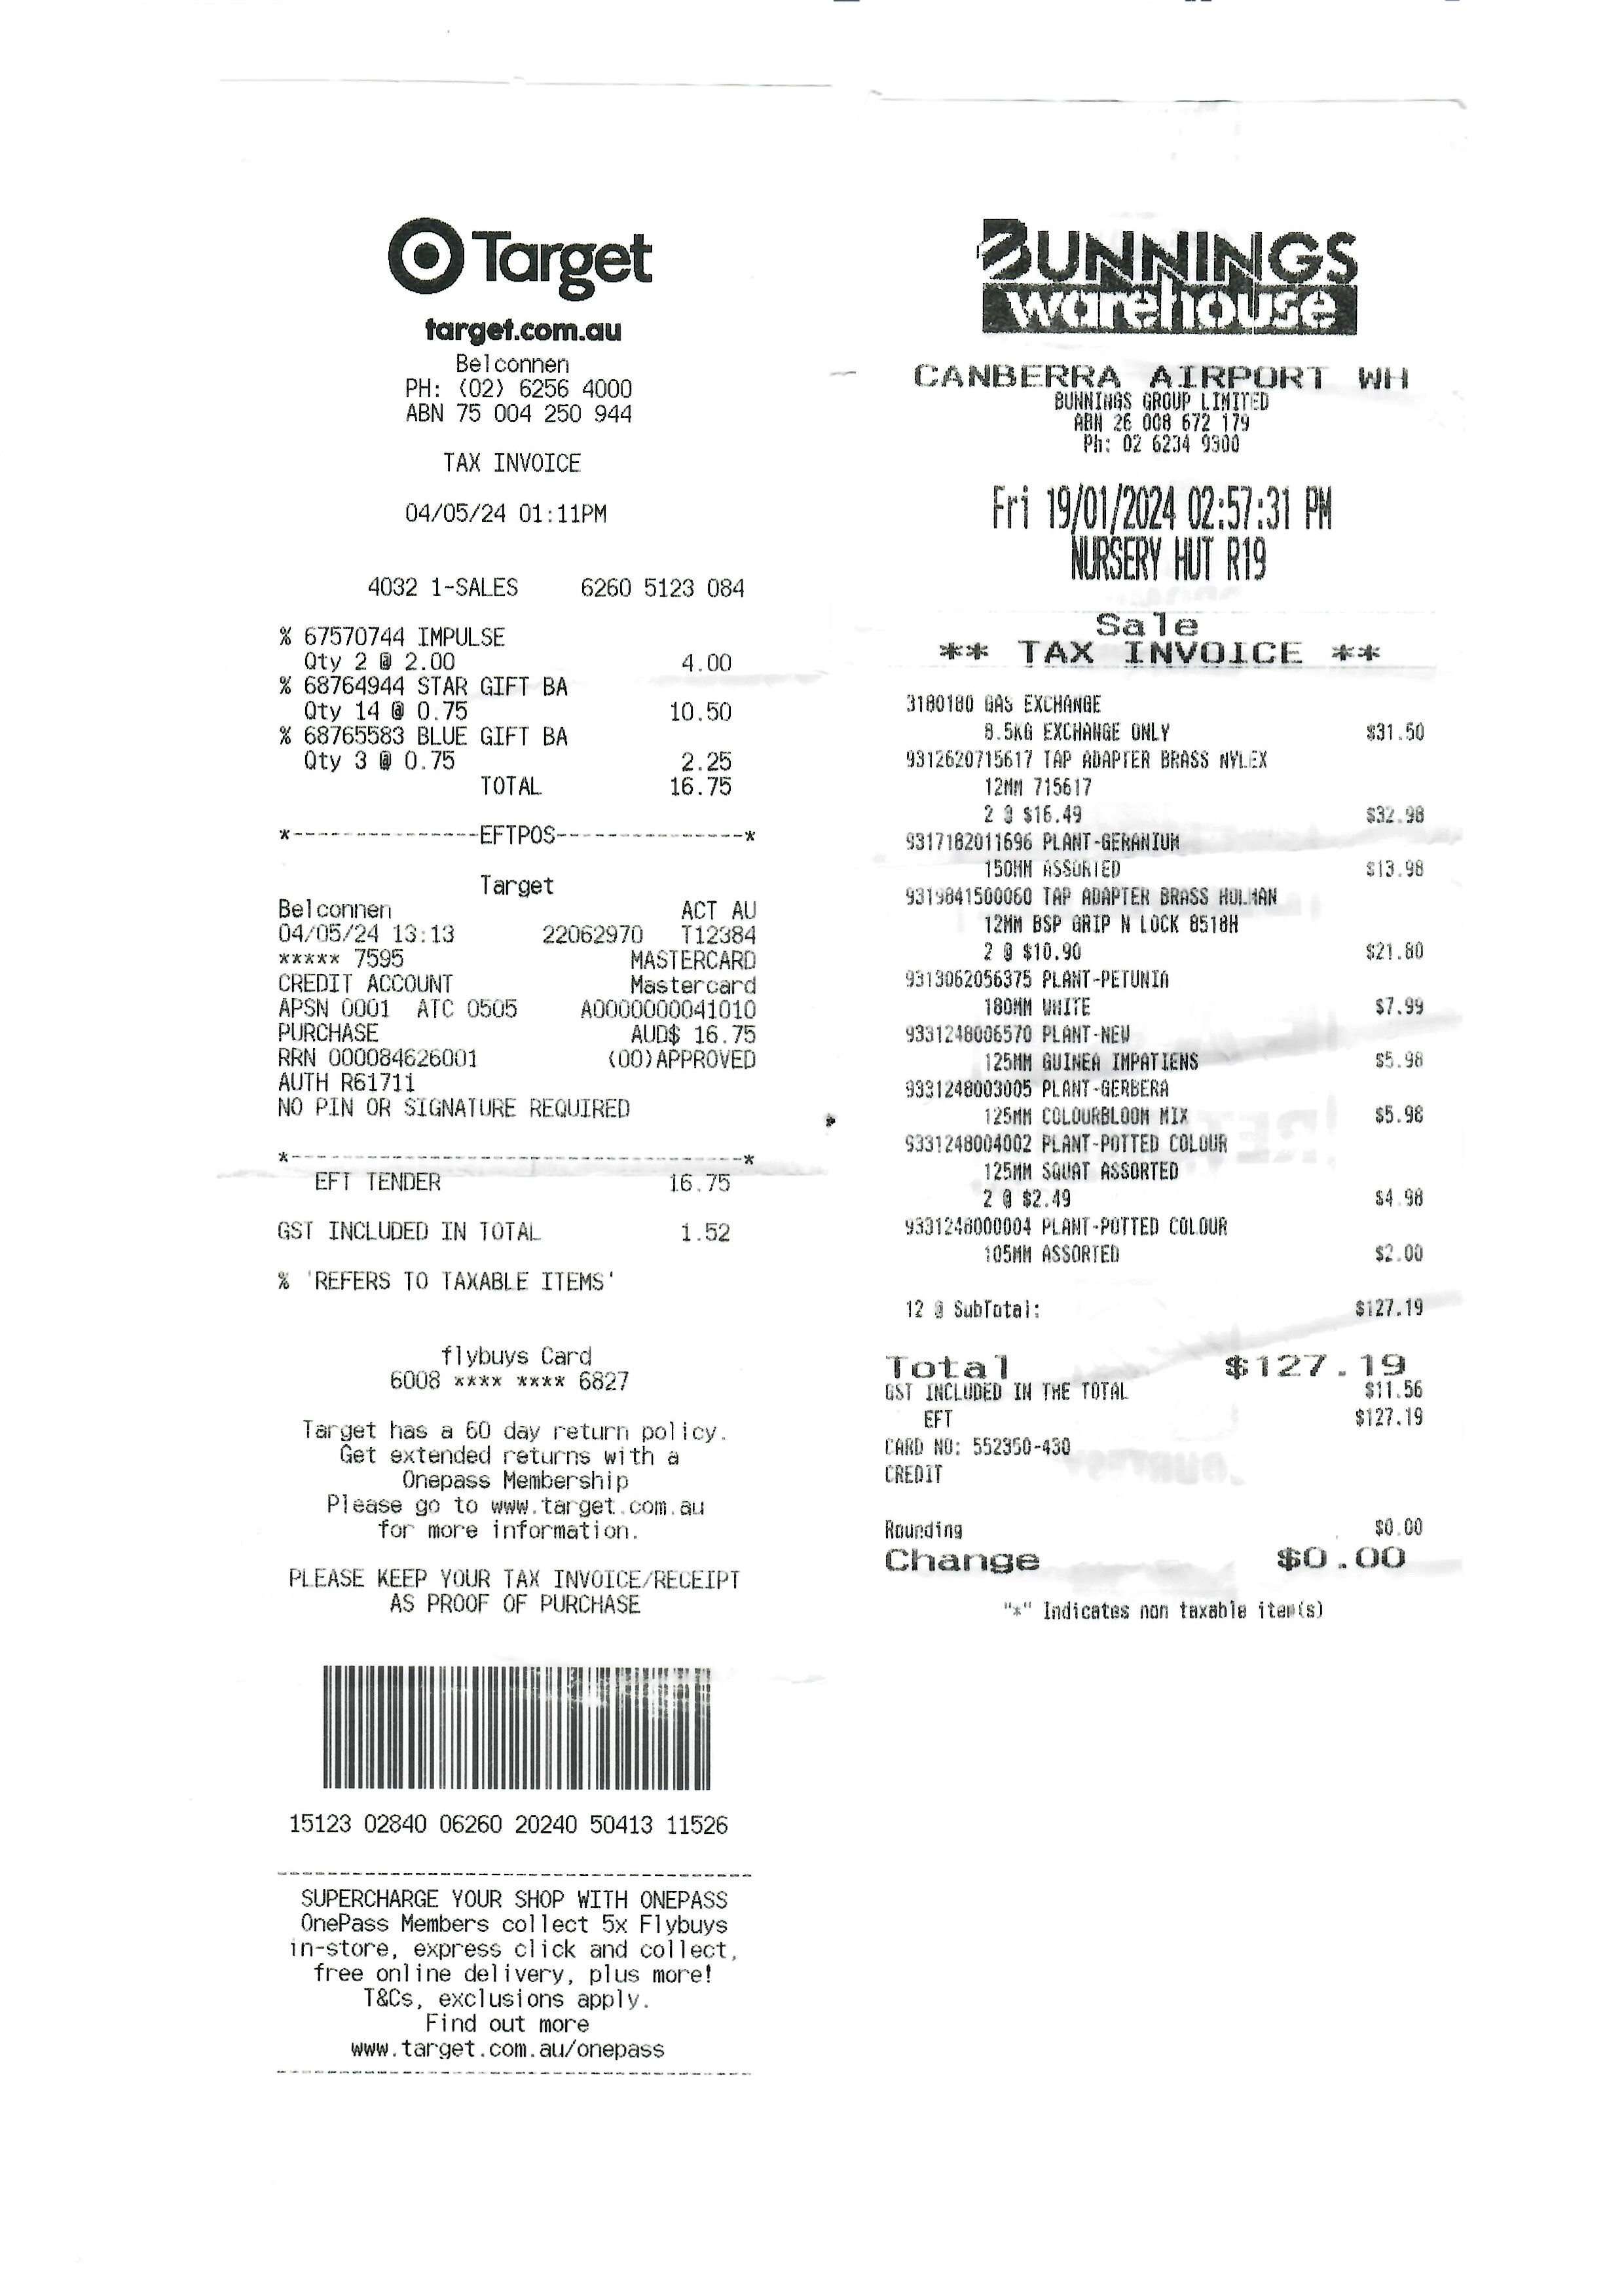 Target
target.com.au
Belconnen
PH: (02) 6256 4000
ABN 75 004 250 944
TAX INVOICE
04/05/24 01:11PM
4032 1-SALES 6260 5123 084
% 67570744 IMPULSE
Qty 2 @ 2.00 4.00
% 68764944 STAR GIFT BA
Qty 14 @ 0.75 10.50
% 68765583 BLUE GIFT BA
Qty 3 @ 0.75 2.25
TOTAL 16.75
*---------------EFTPOS---------------*
Target
Belconnen ACT AU
04/05/24 13:13 22062970 T12384
***** 7595 MASTERCARD
CREDIT ACCOUNT Mastercard
APSN 0001 ATC 0505 A0000000041010
PURCHASE AUD$ 16.75
RRN 000084626001 (00)APPROVED
AUTH R61711
NO PIN OR SIGNATURE REQUIRED
*------------------------------------*
EFT TENDER 16.75
GST INCLUDED IN TOTAL 1.52
% 'REFERS TO TAXABLE ITEMS'
flybuys Card
6008 **** **** 6827
Target has a 60 day return policy.
Get extended returns with a
Onepass Membership
Please go to www.target.com.au
for more information.
PLEASE KEEP YOUR TAX INVOICE/RECEIPT
AS PROOF OF PURCHASE
15123 02840 06260 20240 50413 11526
--------------------------------------
SUPERCHARGE YOUR SHOP WITH ONEPASS
OnePass Members collect 5x Flybuys
in-store, express click and collect,
free online delivery, plus more!
T&Cs, exclusions apply.
Find out more
www.target.com.au/onepass
--------------------------------------
BUNNINGS
warehouse
CANBERRA AIRPORT WH
BUNNINGS GROUP LIMITED
ABN 26 008 672 179
Ph: 02 6234 9300
Fri 19/01/2024 02:57:31 PM
NURSERY HUT R19
Sale
** TAX INVOICE **
3180180 GAS EXCHANGE
8.5KG EXCHANGE ONLY $31.50
9312620715617 TAP ADAPTER BRASS NYLEX
12MM 715617
2 @ $16.49 $32.98
9317182011696 PLANT-GERANIUM
150MM ASSORTED $13.98
9319841500060 TAP ADAPTER BRASS HOLMAN
12MM BSP GRIP N LOCK 8518H
2 @ $10.90 $21.80
9313062056375 PLANT-PETUNIA
180MM WHITE $7.99
9331248006570 PLANT-NEW
125MM GUINEA IMPATIENS $5.98
9331248003005 PLANT-GERBERA
125MM COLOURBLOOM MIX $5.98
9331248004002 PLANT-POTTED COLOUR
125MM SQUAT ASSORTED
2 @ $2.49 $4.98
9331248000004 PLANT-POTTED COLOUR
105MM ASSORTED $2.00
12 @ SubTotal: $127.19
Total $127.19
GST INCLUDED IN THE TOTAL $11.56
EFT $127.19
CARD NO: 552350-430
CREDIT
Rounding $0.00
Change $0.00
"*" Indicates non taxable item(s)